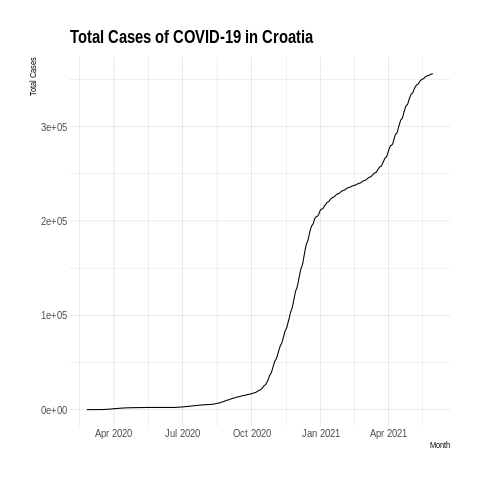 Total Cases of COVID-19 in Croatia
Total Cases
3e+05
2e+05
1e+05
0e+00
Apr 2020 Jul 2020 Oct 2020 Jan 2021 Apr 2021
Month